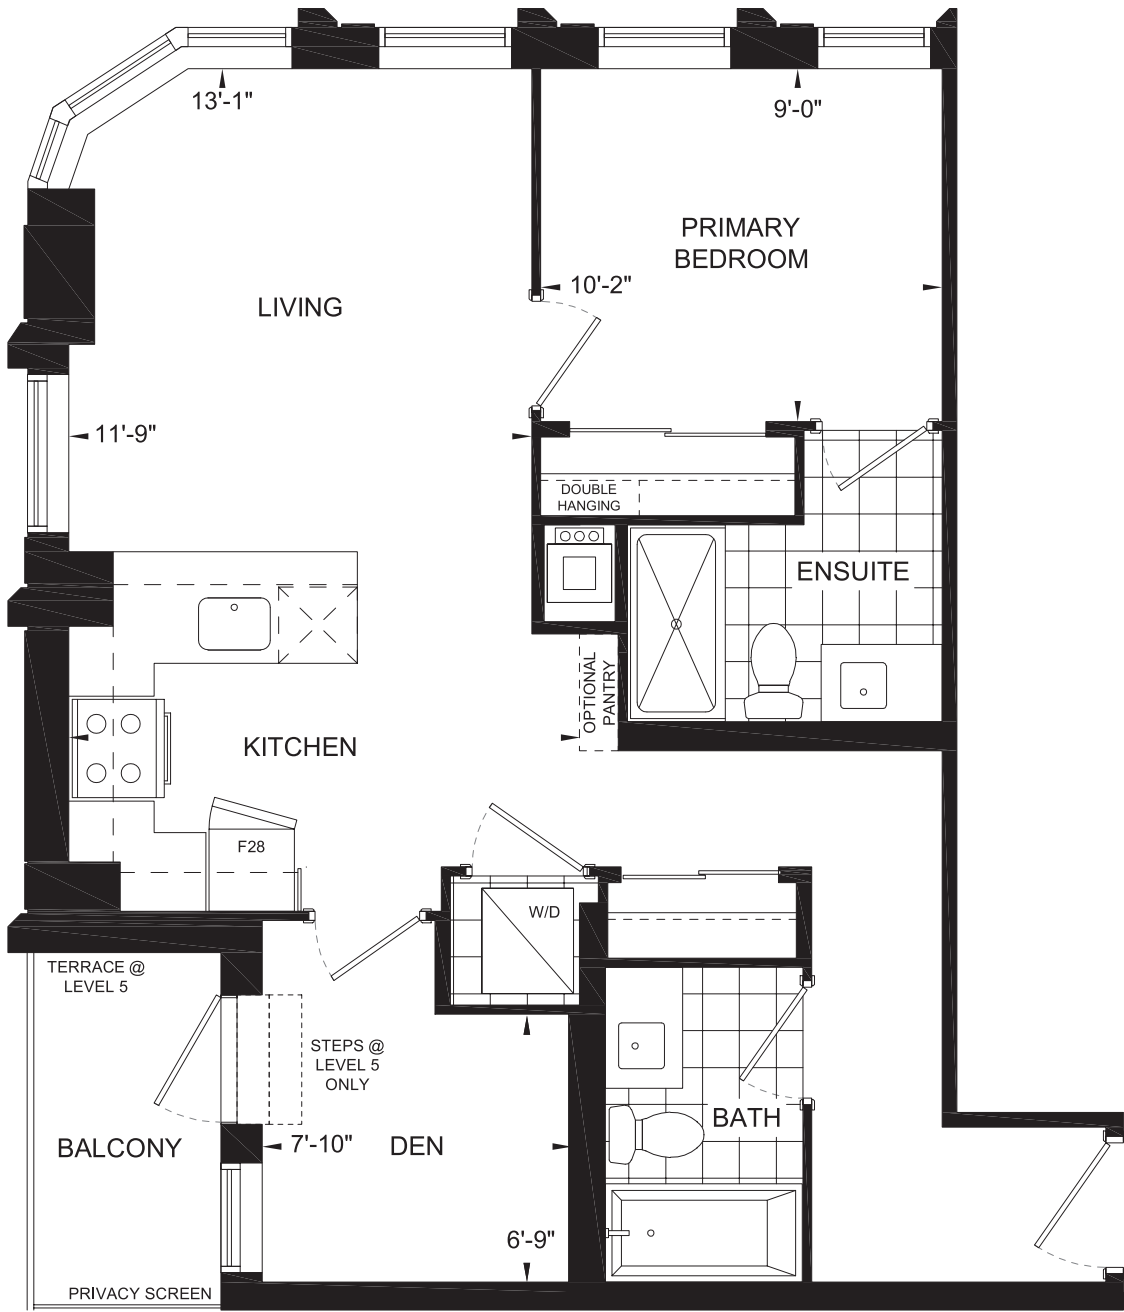 13'-1"
9'-0"
PRIMARY
BEDROOM
10'-2"
LIVING
11'-9"
DOUBLE
HANGING
ENSUITE
OPTIONAL
PANTRY
KITCHEN
F28
W/D
TERRACE @
LEVEL 5
STEPS @
LEVEL 5
ONLY
BALCONY
7'-10"
DEN
BATH
6'-9"
PRIVACY SCREEN